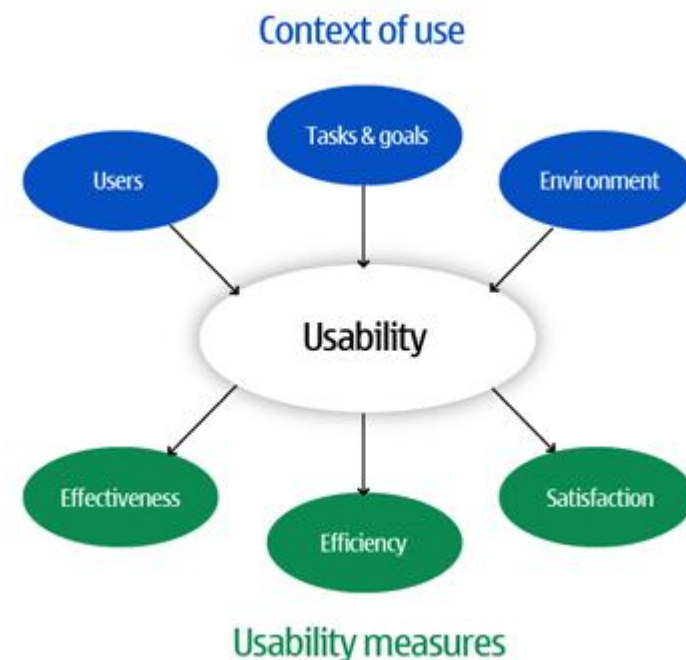 Context of use
Tasks & goals
Users
Environment
Usability
Effectiveness
Efficiency
Satisfaction
Usability measures